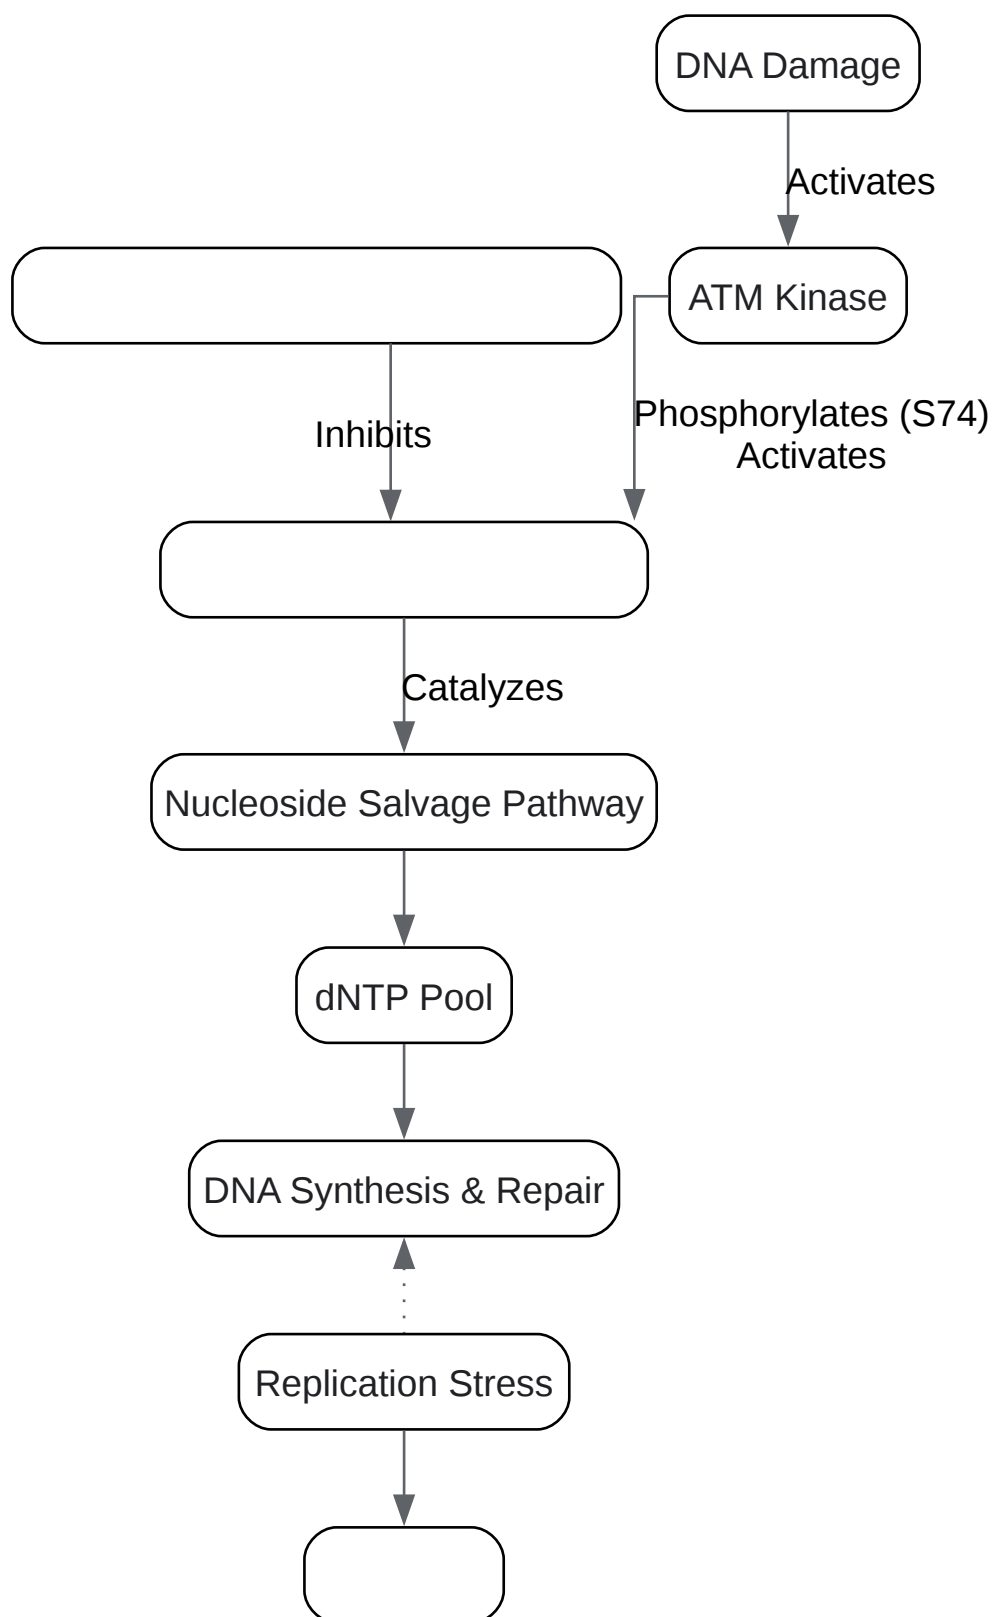 DNA Damage
Activates
ATM Kinase
Phosphorylates (S74)
Activates
Inhibits
Catalyzes
Nucleoside Salvage Pathway
dNTP Pool
DNA Synthesis & Repair
Replication Stress